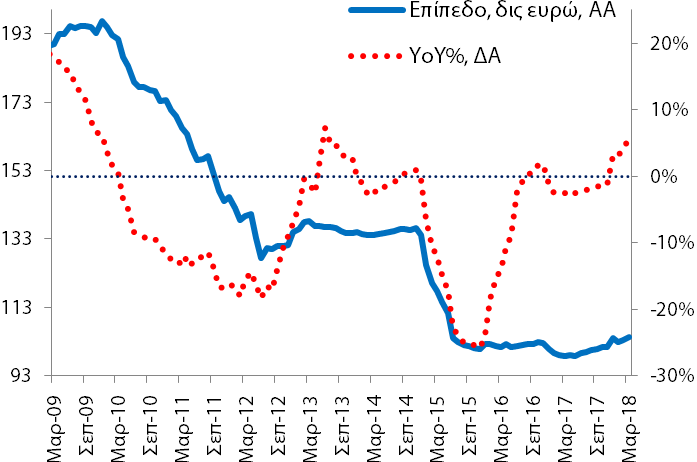 Επίπεδο, δις ευρώ, ΑΑ
YoY%, ΔΑ
193
173
153
133
113
93
20%
10%
0%
-10%
-20%
-30%
Μαρ-09
Σεπ-09
Μαρ-10
Σεπ-10
Μαρ-11
Σεπ-11
Μαρ-12
Σεπ-12
Μαρ-13
Σεπ-13
Μαρ-14
Σεπ-14
Μαρ-15
Σεπ-15
Μαρ-16
Σεπ-16
Μαρ-17
Σεπ-17
Μαρ-18